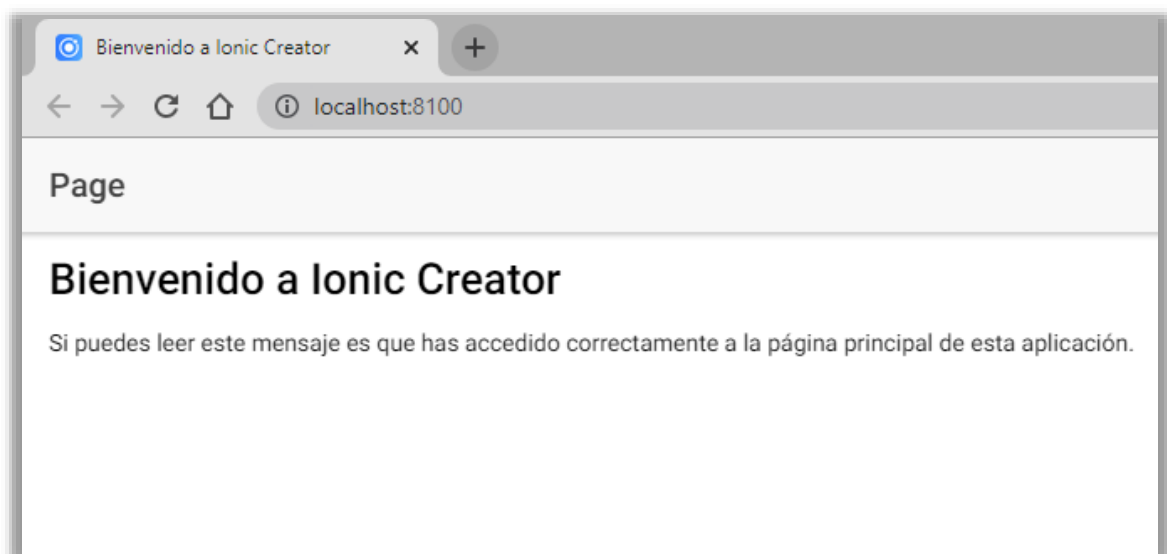 Bienvenido a Ionic Creator
localhost:8100
Page
Bienvenido a Ionic Creator
Si puedes leer este mensaje es que has accedido correctamente a la página principal de esta aplicación.